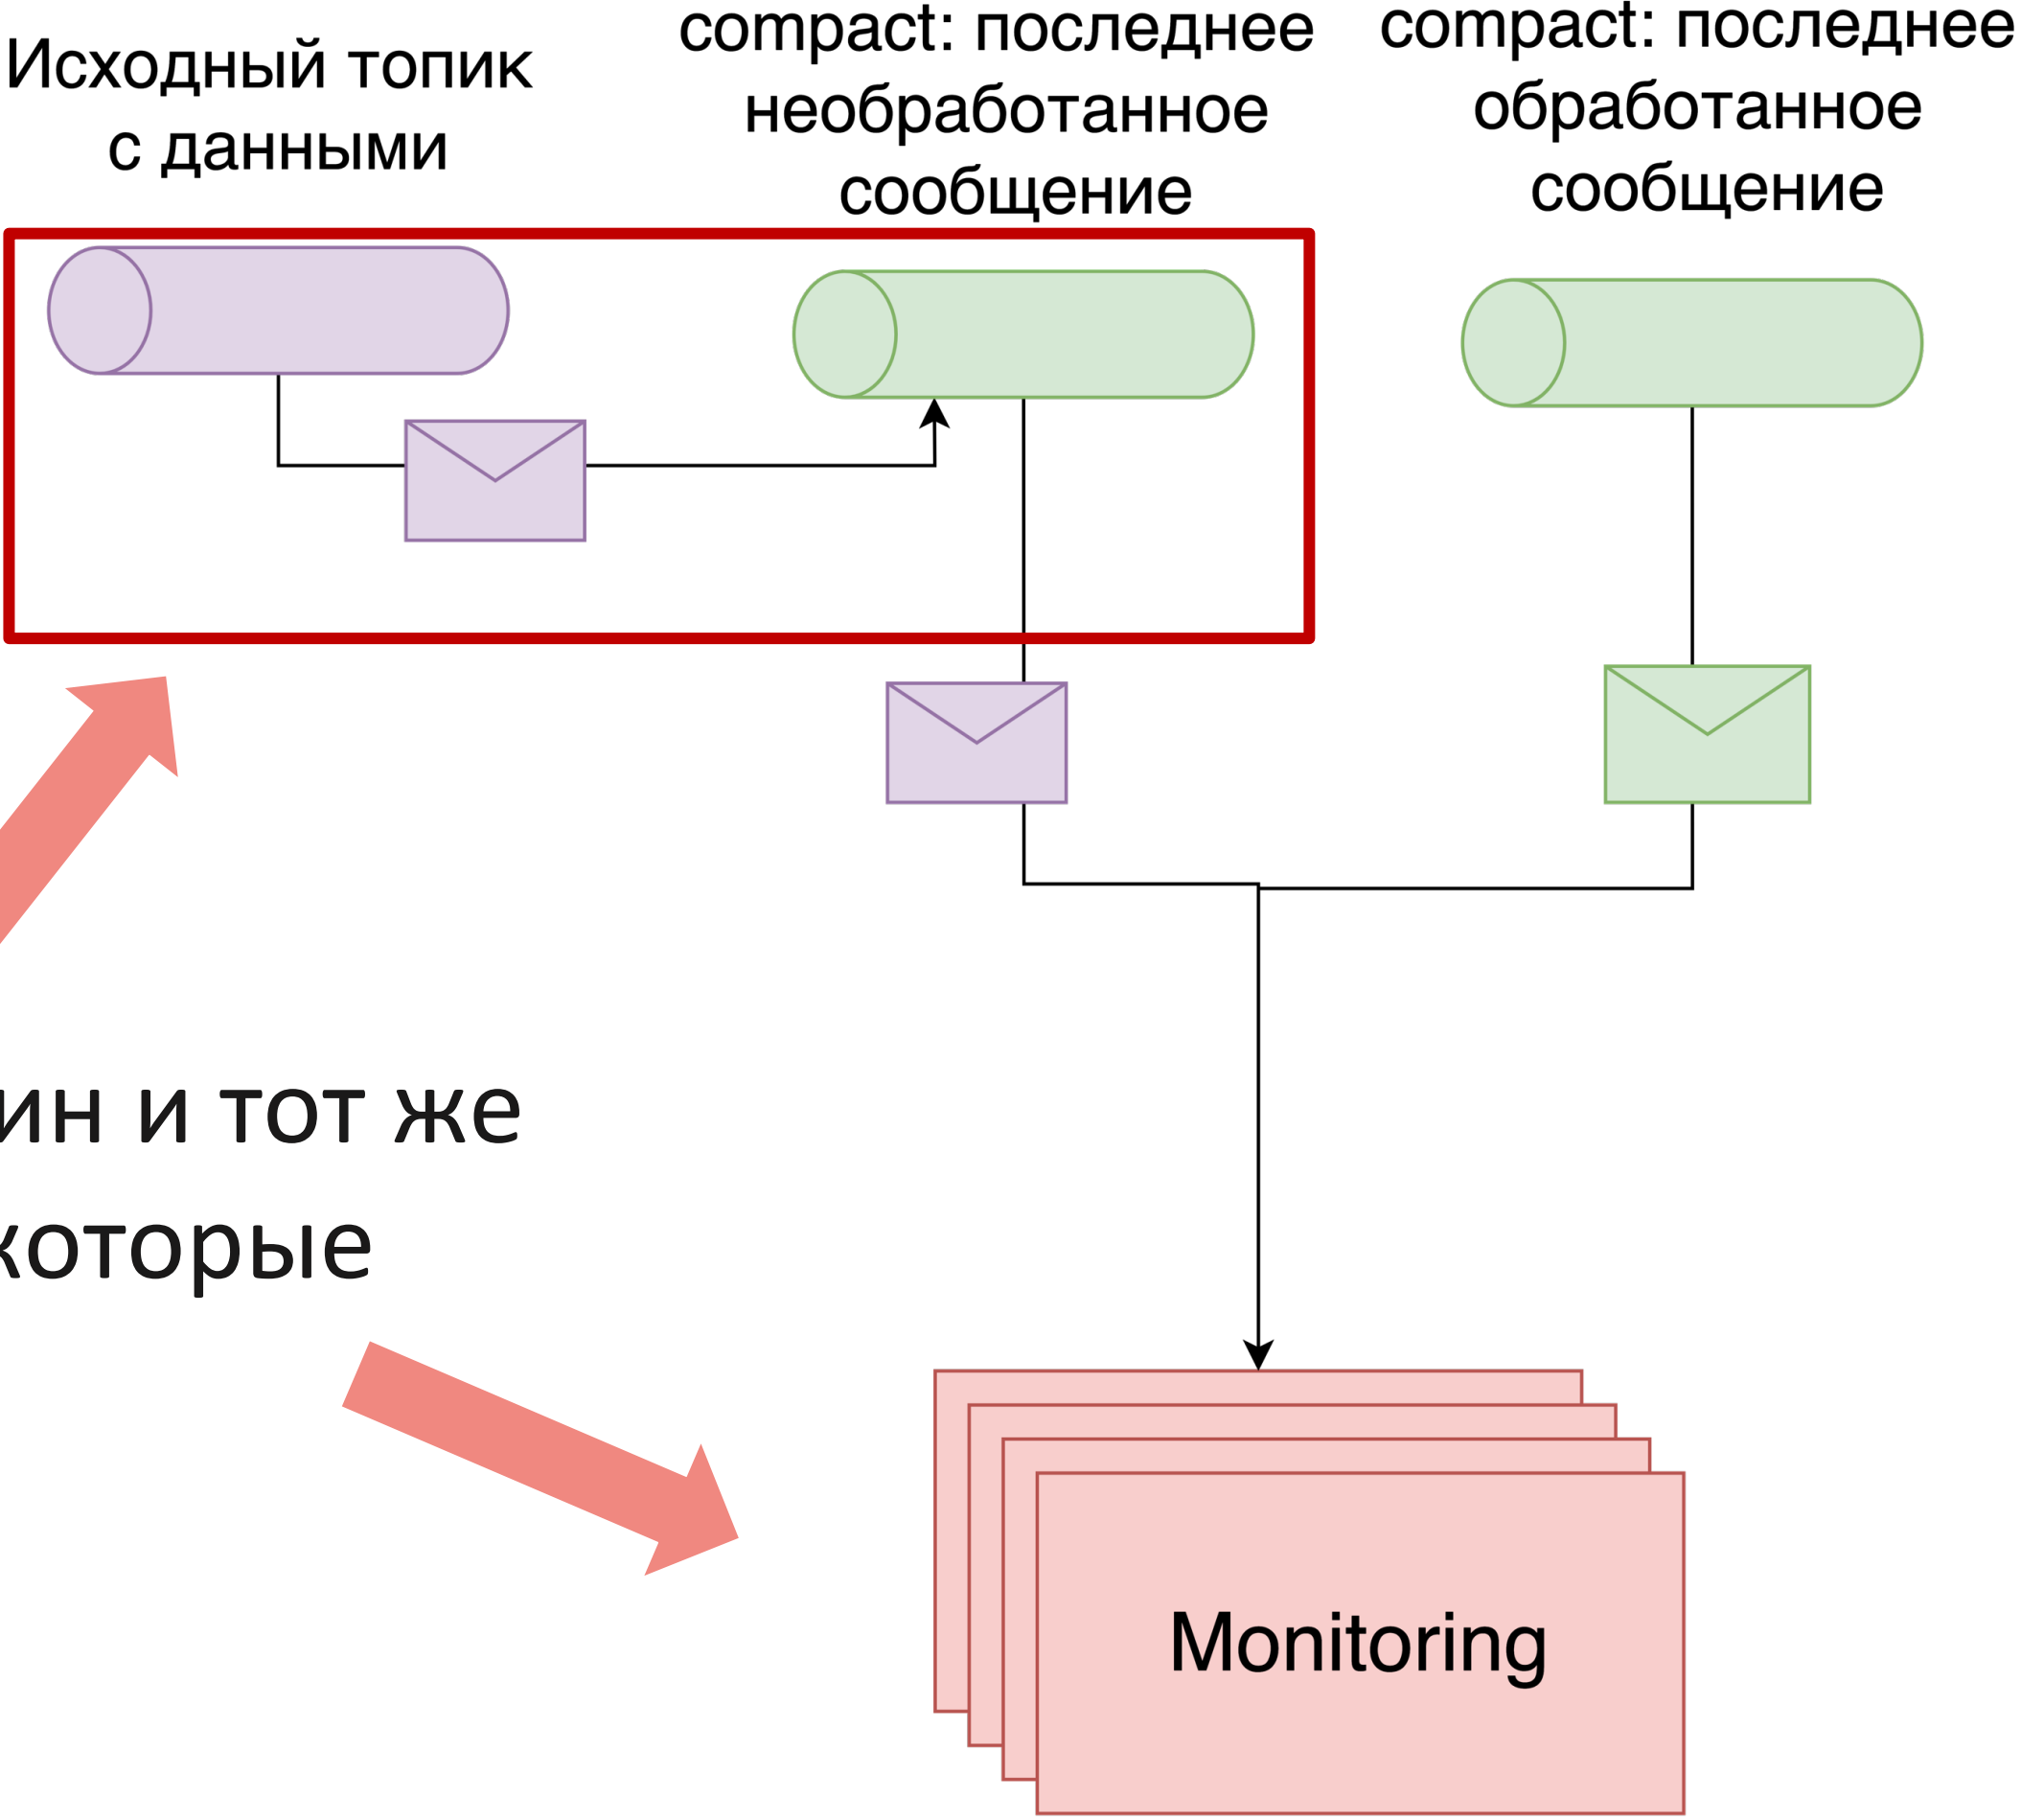 Исходный топик
с данными
compact: последнее
необработанное
сообщение
compact: последнее
обработанное
сообщение
ин и тот же
которые
Monitoring